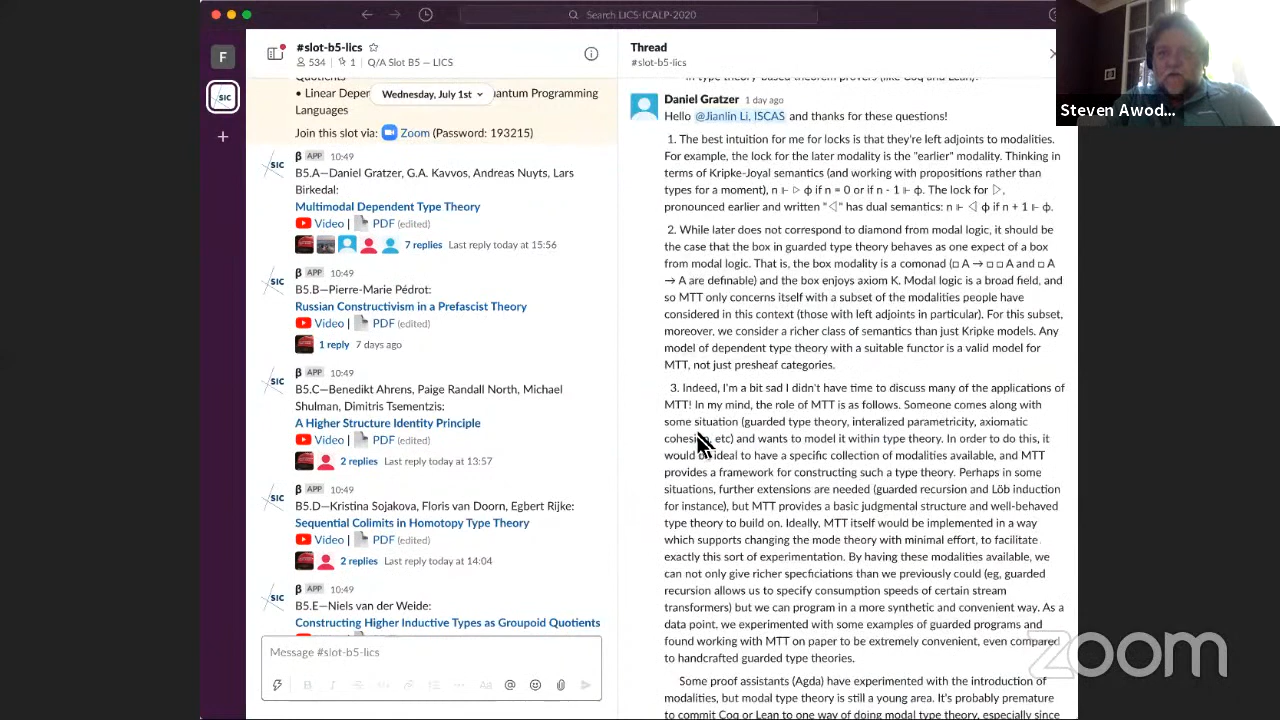 Search LICS-ICALP-2020
F
SIC
#slot-b5-lics
534 | 1 | Q/A Slot B5 — LICS
Quotients
• Linear Depen
Wednesday, July 1st
antum Programming
Languages
Join this slot via: Zoom (Password: 193215)
β APP 10:49
B5.A—Daniel Gratzer, G.A. Kavvos, Andreas Nuyts, Lars
Birkedal:
Multimodal Dependent Type Theory
Video | PDF (edited)
7 replies Last reply today at 15:56
β APP 10:49
B5.B—Pierre-Marie Pédrot:
Russian Constructivism in a Prefascist Theory
Video | PDF (edited)
1 reply 7 days ago
β APP 10:49
B5.C—Benedikt Ahrens, Paige Randall North, Michael
Shulman, Dimitris Tsementzis:
A Higher Structure Identity Principle
Video | PDF (edited)
2 replies Last reply today at 13:57
β APP 10:49
B5.D—Kristina Sojakova, Floris van Doorn, Egbert Rijke:
Sequential Colimits in Homotopy Type Theory
Video | PDF (edited)
2 replies Last reply today at 14:04
β APP 10:49
B5.E—Niels van der Weide:
Constructing Higher Inductive Types as Groupoid Quotients
Message #slot-b5-lics
Thread
#slot-b5-lics
in type theory-based theorem provers (like Coq and Lean).
Daniel Gratzer 1 day ago
Hello @Jianlin Li, ISCAS and thanks for these questions!
1. The best intuition for me for locks is that they're left adjoints to modalities.
For example, the lock for the later modality is the "earlier" modality. Thinking in
terms of Kripke-Joyal semantics (and working with propositions rather than
types for a moment), n ⊩ ▷ ϕ if n = 0 or if n - 1 ⊩ ϕ. The lock for ▷,
pronounced earlier and written "◁" has dual semantics: n ⊩ ◁ ϕ if n + 1 ⊩ ϕ.
2. While later does not correspond to diamond from modal logic, it should be
the case that the box in guarded type theory behaves as one expect of a box
from modal logic. That is, the box modality is a comonad (□ A → □ □ A and □ A
→ A are definable) and the box enjoys axiom K. Modal logic is a broad field, and
so MTT only concerns itself with a subset of the modalities people have
considered in this context (those with left adjoints in particular). For this subset,
moreover, we consider a richer class of semantics than just Kripke models. Any
model of dependent type theory with a suitable functor is a valid model for
MTT, not just presheaf categories.
3. Indeed, I'm a bit sad I didn't have time to discuss many of the applications of
MTT! In my mind, the role of MTT is as follows. Someone comes along with
some situation (guarded type theory, interalized parametricity, axiomatic
cohesion, etc) and wants to model it within type theory. In order to do this, it
would be ideal to have a specific collection of modalities available, and MTT
provides a framework for constructing such a type theory. Perhaps in some
situations, further extensions are needed (guarded recursion and Löb induction
for instance), but MTT provides a basic judgmental structure and well-behaved
type theory to build on. Ideally, MTT itself would be implemented in a way
which supports changing the mode theory with minimal effort, to facilitate
exactly this sort of experimentation. By having these modalities available, we
can not only give richer specficiations than we previously could (eg, guarded
recursion allows us to specify consumption speeds of certain stream
transformers) but we can program in a more synthetic and convenient way. As a
data point, we experimented with some examples of guarded programs and
found working with MTT on paper to be extremely convenient, even compared
to handcrafted guarded type theories.
Some proof assistants (Agda) have experimented with the introduction of
modalities, but modal type theory is still a young area. It's probably premature
to commit Coq or Lean to one way of doing modal type theory, especially since
Steven Awod...
zoom